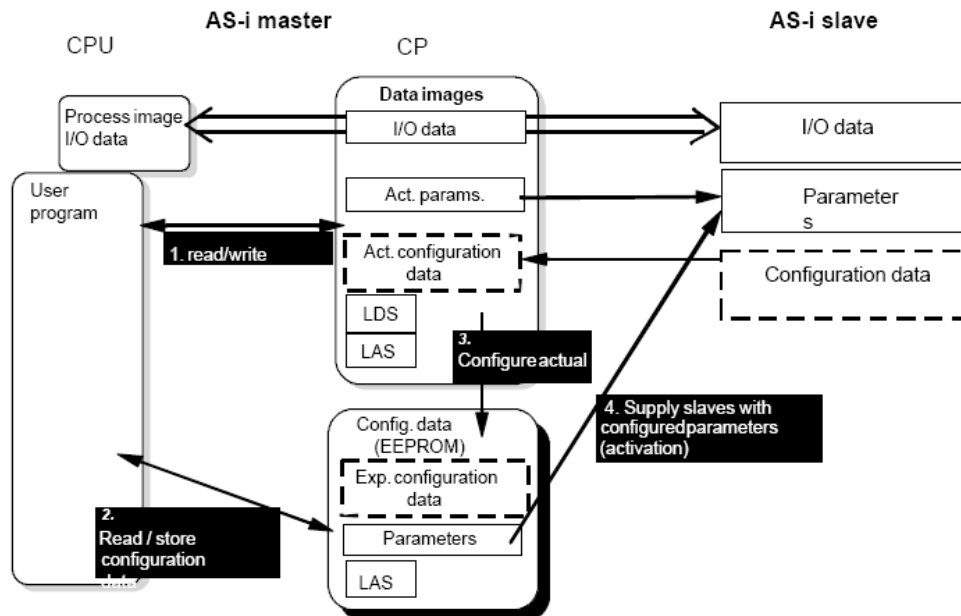 AS-i master
AS-i slave
CPU
CP
Data images
Process image
I/O data
I/O data
I/O data
User
program
Act. params.
Parameter
s
1. read/write
Act. configuration
data
Configuration data
LDS
LAS
3.
Configure actual
4. Supply slaves with
configured parameters
(activation)
Config. data
(EEPROM)
Exp. configuration
data
2.
Read / store
configuration
data
Parameters
LAS